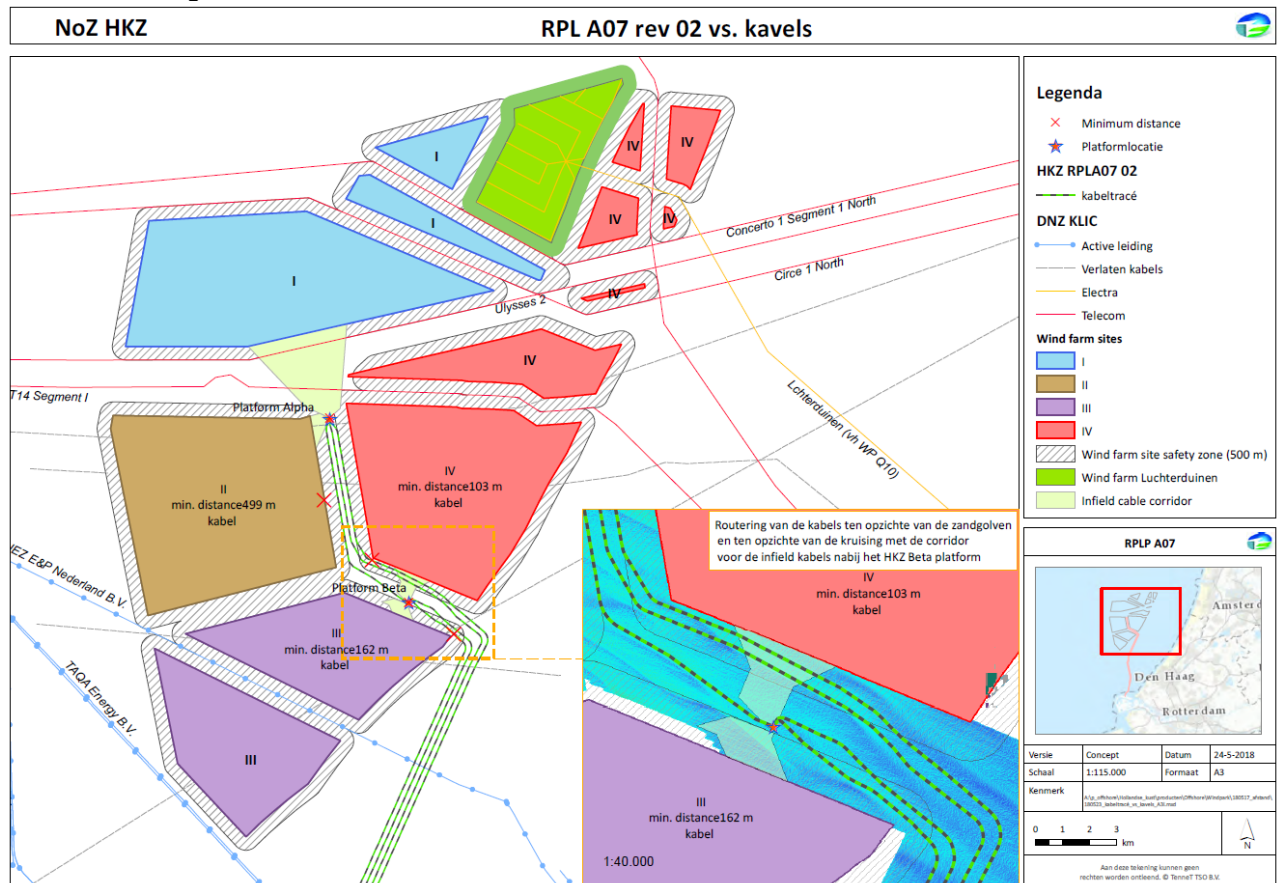 NoZ HKZ
RPL A07 rev 02 vs. kavels
I
I
I
IV
IV
IV
IV
IV
Concerto 1 Segment 1 North
Circe 1 North
Ulysses 2
IV
T14 Segment I
Platform Alpha
Lchterduinen (vh WP Q10)
II
min. distance499 m
kabel
IV
min. distance103 m
kabel
EZ E&P Nederland B.V.
Platform Beta
III
min. distance162 m
kabel
TAQA Energy B.V.
III
Routering van de kabels ten opzichte van de zandgolven
en ten opzichte van de kruising met de corridor
voor de infield kabels nabij het HKZ Beta platform
IV
min. distance103 m
kabel
III
min. distance162 m
kabel
1:40.000
Legenda
Minimum distance
Platformlocatie
HKZ RPLA07 02
kabeltracé
DNZ KLIC
Active leiding
Verlaten kabels
Electra
Telecom
Wind farm sites
I
II
III
IV
Wind farm site safety zone (500 m)
Wind farm Luchterduinen
Infield cable corridor
RPLP A07
Amsterd
Den Haag
Rotterdam
Versie Concept Datum 24-5-2018
Schaal 1:115.000 Formaat A3
Kenmerk
0 1 2 3
km
N
Aan deze tekening kunnen geen
rechten worden ontleend. © TenneT TSO B.V.